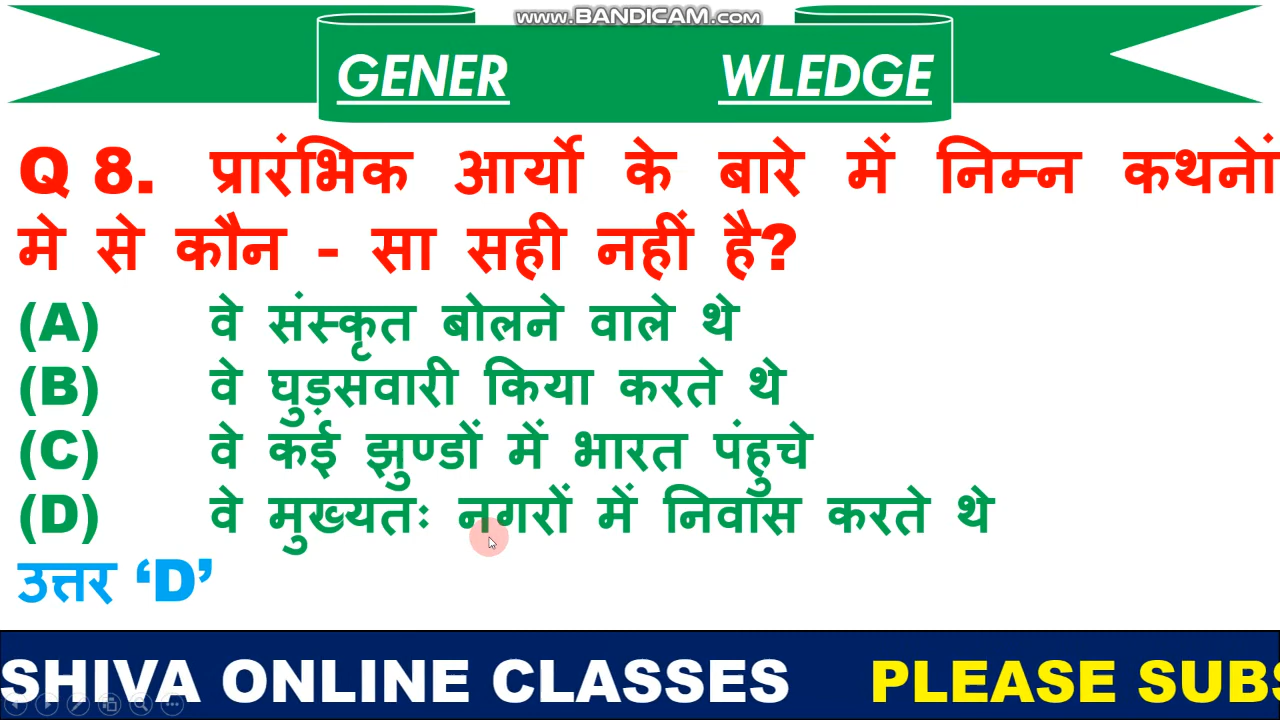 www.BANDICAM.com
GENER WLEDGE
Q 8. प्रारंभिक आर्यो के बारे में निम्न कथनों
मे से कौन - सा सही नहीं है?
(A) वे संस्कृत बोलने वाले थे
(B) वे घुड़सवारी किया करते थे
(C) वे कई झुण्डों में भारत पंहुचे
(D) वे मुख्यतः नगरों में निवास करते थे
उत्तर ‘D’
SHIVA ONLINE CLASSES PLEASE SUBS